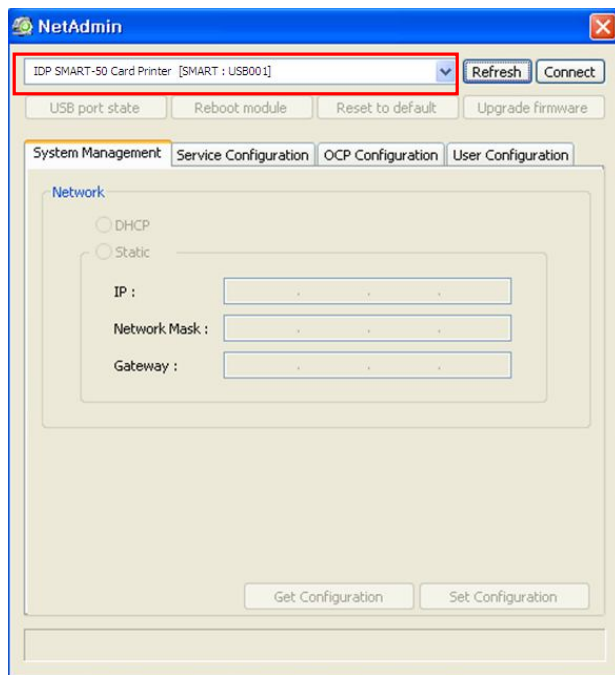 NetAdmin
IDP SMART-50 Card Printer [SMART : USB001] Refresh Connect
USB port state Reboot module Reset to default Upgrade firmware
System Management Service Configuration OCP Configuration User Configuration
Network
DHCP
Static
IP :
Network Mask :
Gateway :
Get Configuration Set Configuration